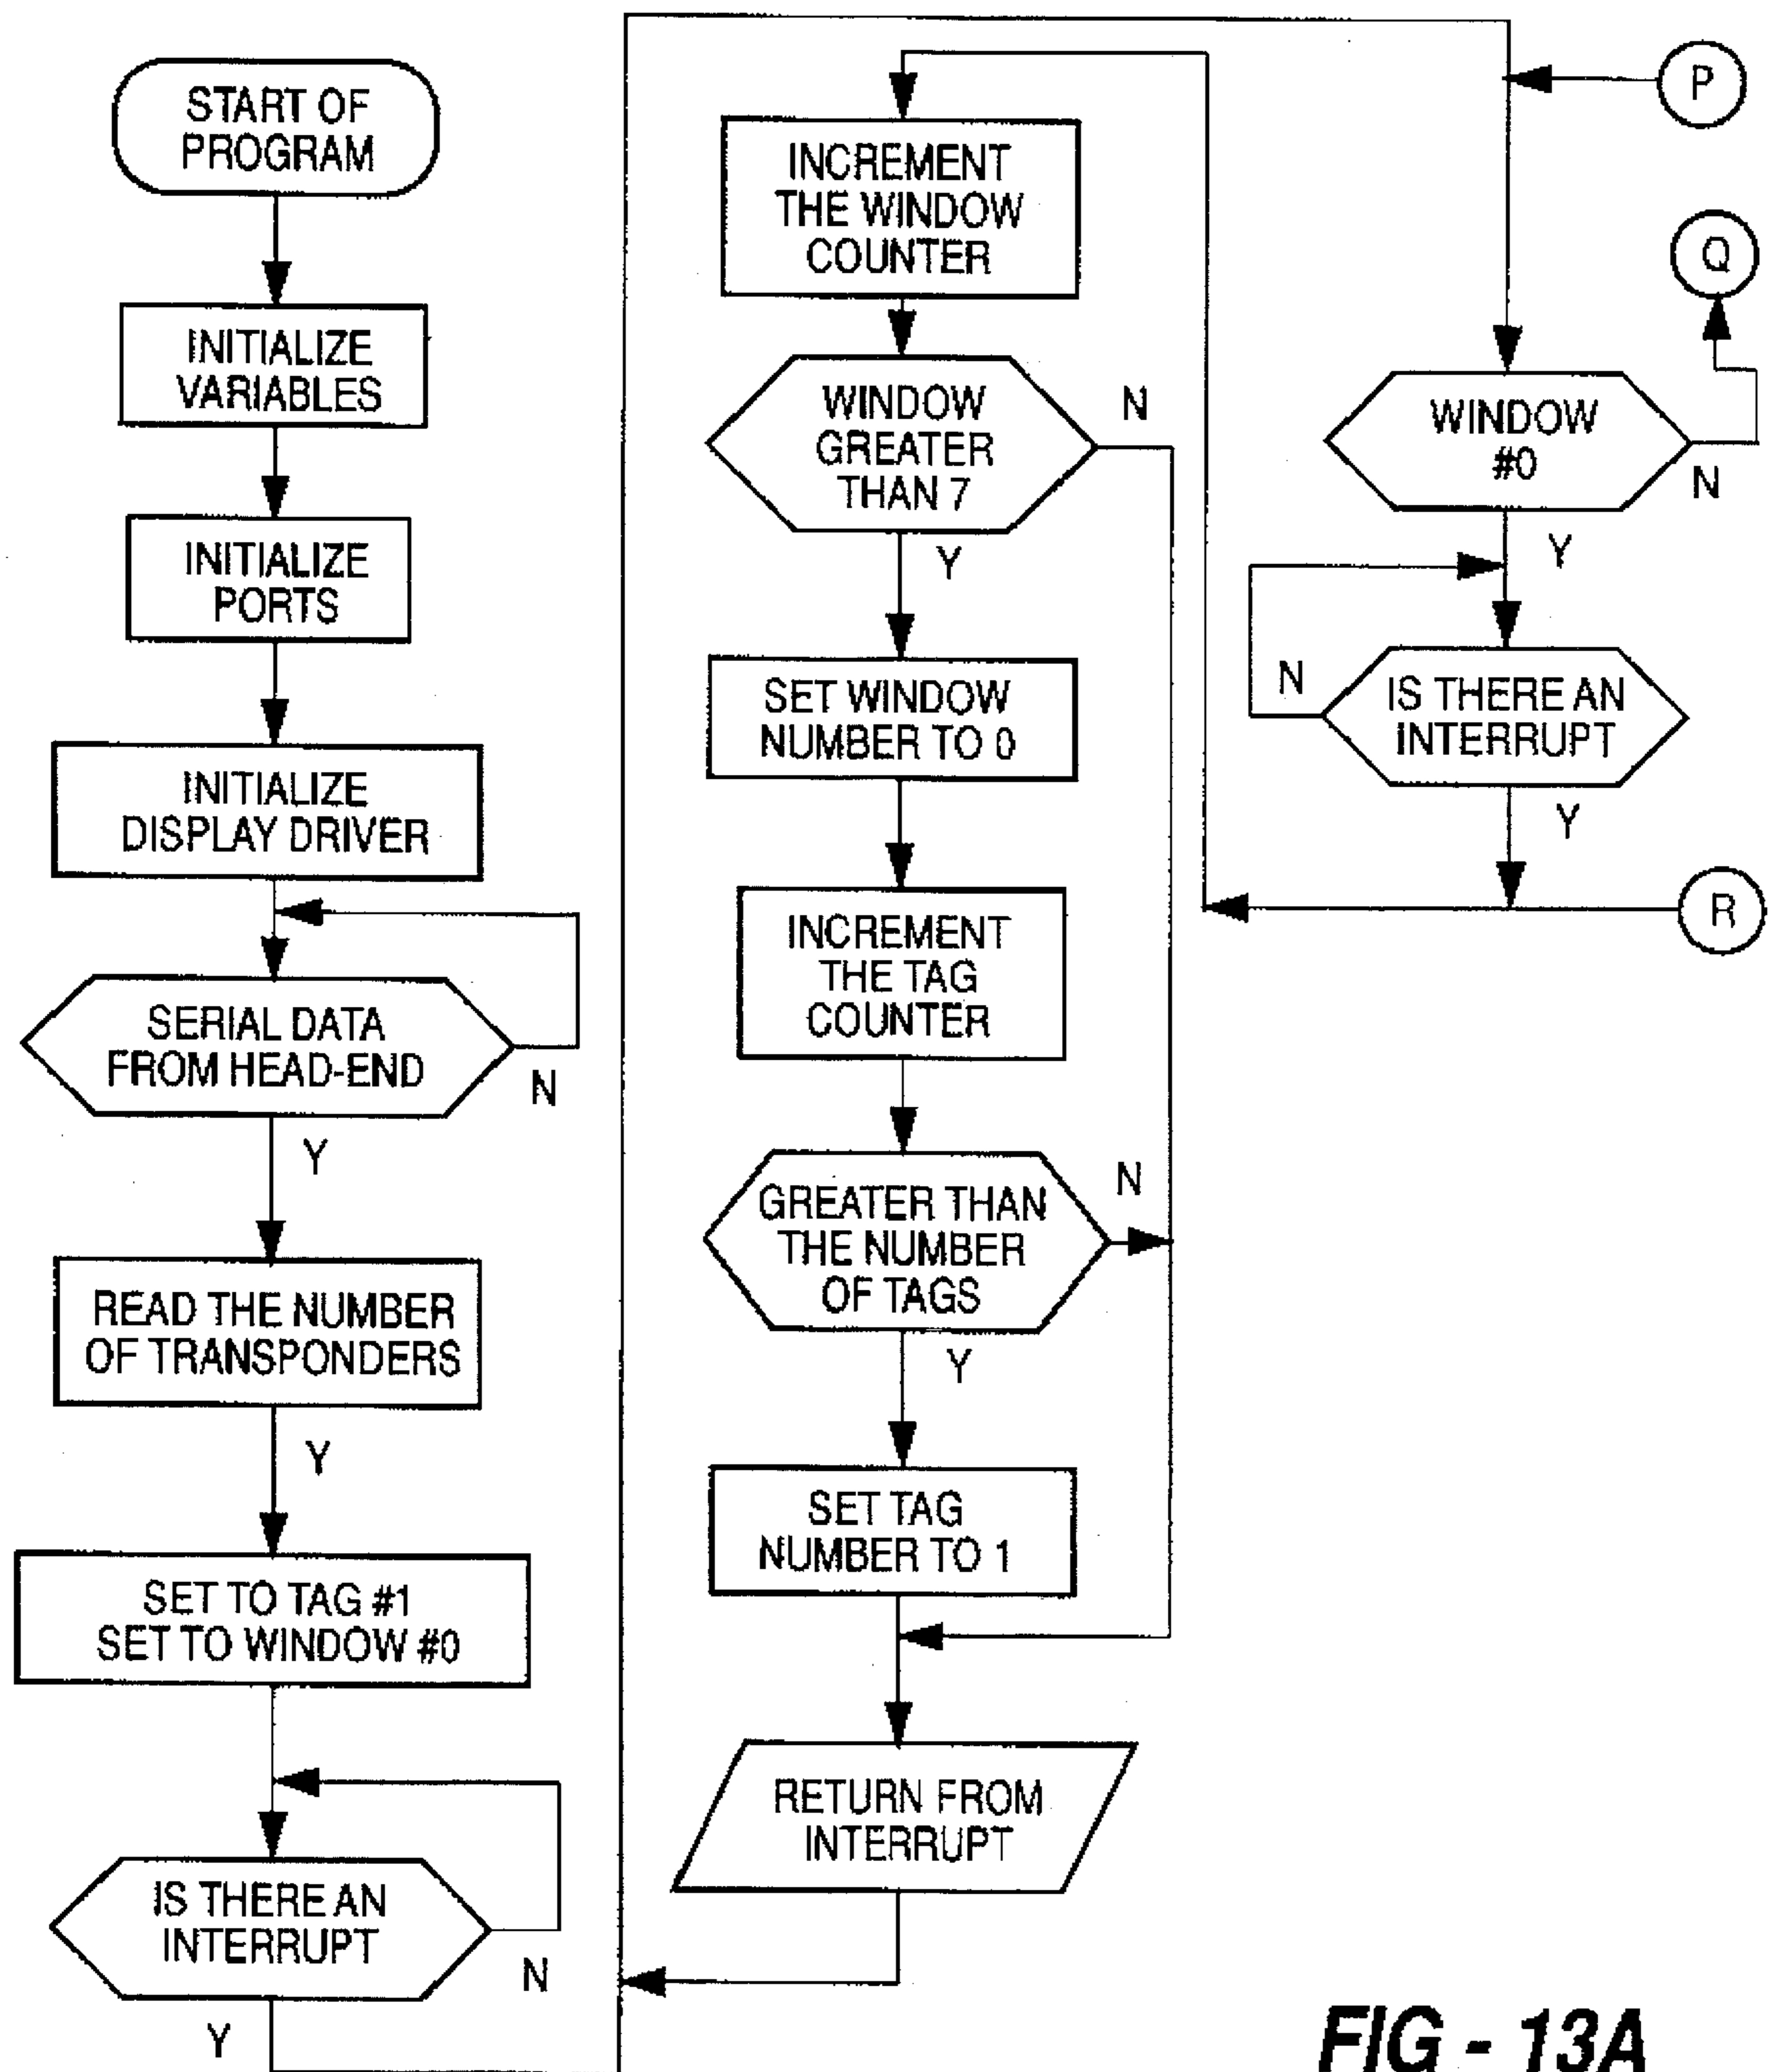 START OF
PROGRAM
INITIALIZE
VARIABLES
INITIALIZE
PORTS
INITIALIZE
DISPLAY DRIVER
SERIAL DATA
FROM HEAD-END
N
Y
READ THE NUMBER
OF TRANSPONDERS
Y
SET TO TAG #1
SET TO WINDOW #0
IS THERE AN
INTERRUPT
N
Y
INCREMENT
THE WINDOW
COUNTER
WINDOW
GREATER
THAN 7
N
Y
SET WINDOW
NUMBER TO 0
INCREMENT
THE TAG
COUNTER
GREATER THAN
THE NUMBER
OF TAGS
N
Y
SET TAG
NUMBER TO 1
RETURN FROM
INTERRUPT
P
Q
WINDOW
#0
N
Y
IS THERE AN
INTERRUPT
N
Y
R
FIG - 13A